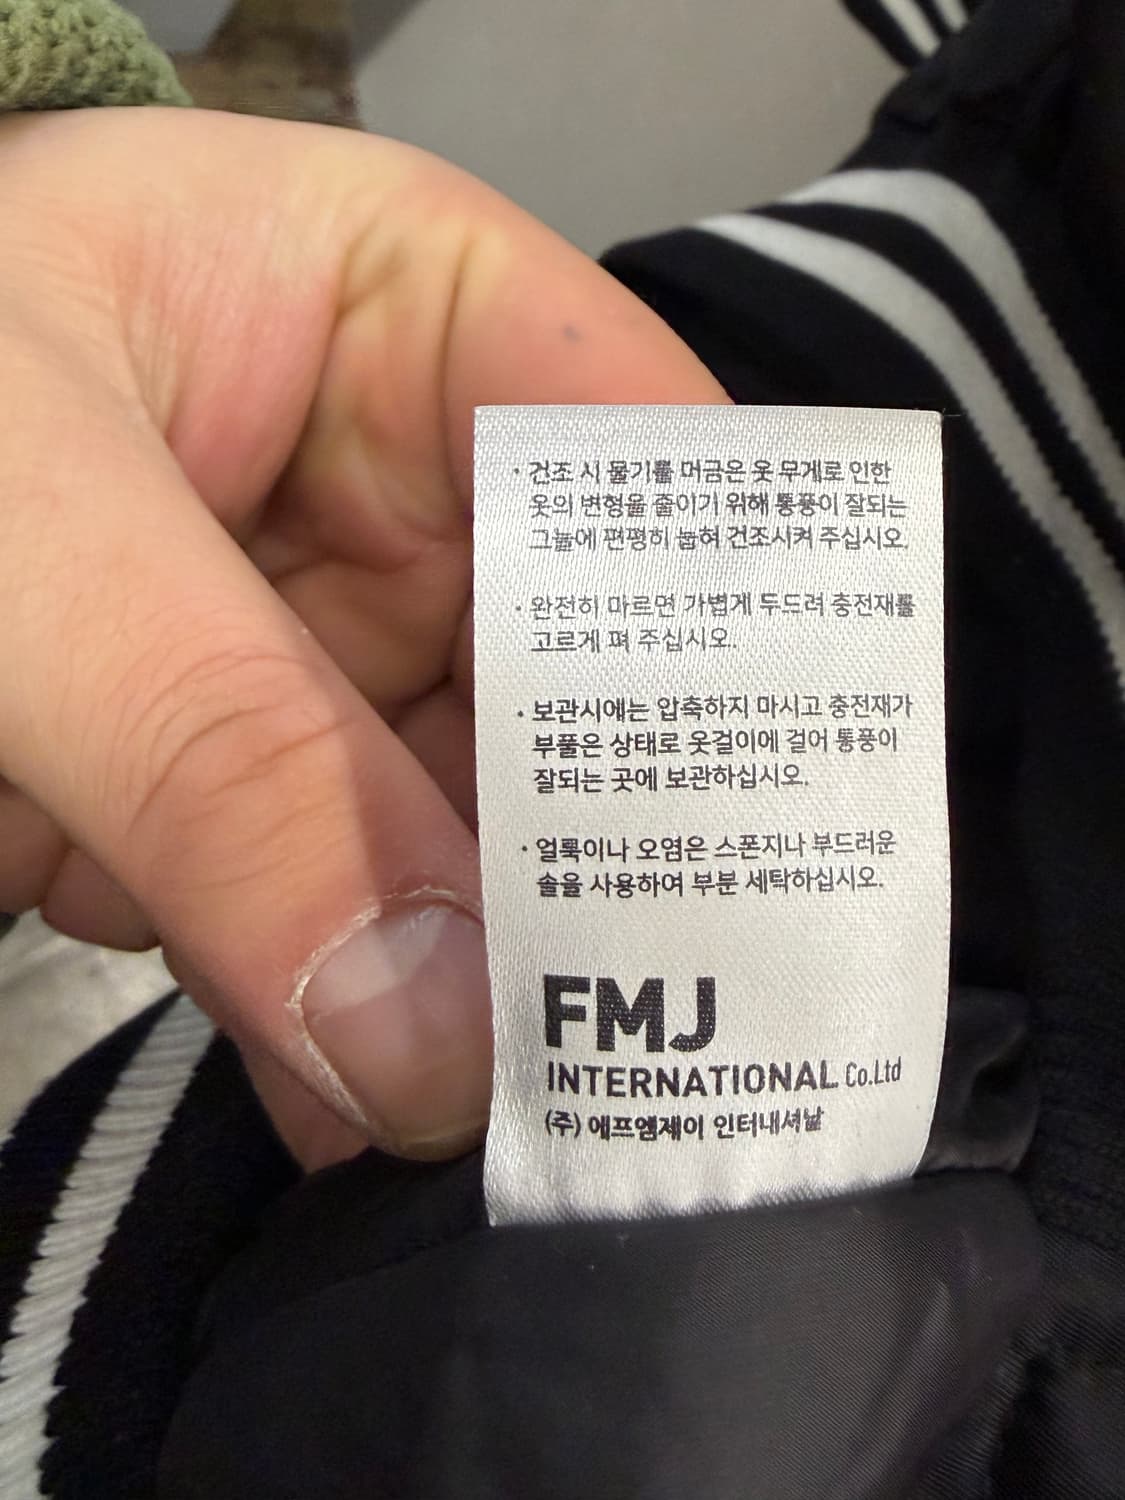 · 건조 시 물기를 머금은 옷 무게로 인한
옷의 변형을 줄이기 위해 통풍이 잘되는
그늘에 편평히 눕혀 건조시켜 주십시오.
· 완전히 마르면 가볍게 두드려 충전재를
고르게 펴 주십시오.
· 보관시에는 압축하지 마시고 충전재가
부풀은 상태로 옷걸이에 걸어 통풍이
잘되는 곳에 보관하십시오.
· 얼룩이나 오염은 스폰지나 부드러운
솔을 사용하여 부분 세탁하십시오.
FMJ
INTERNATIONAL Co.Ltd
(주) 에프엠제이 인터내셔날